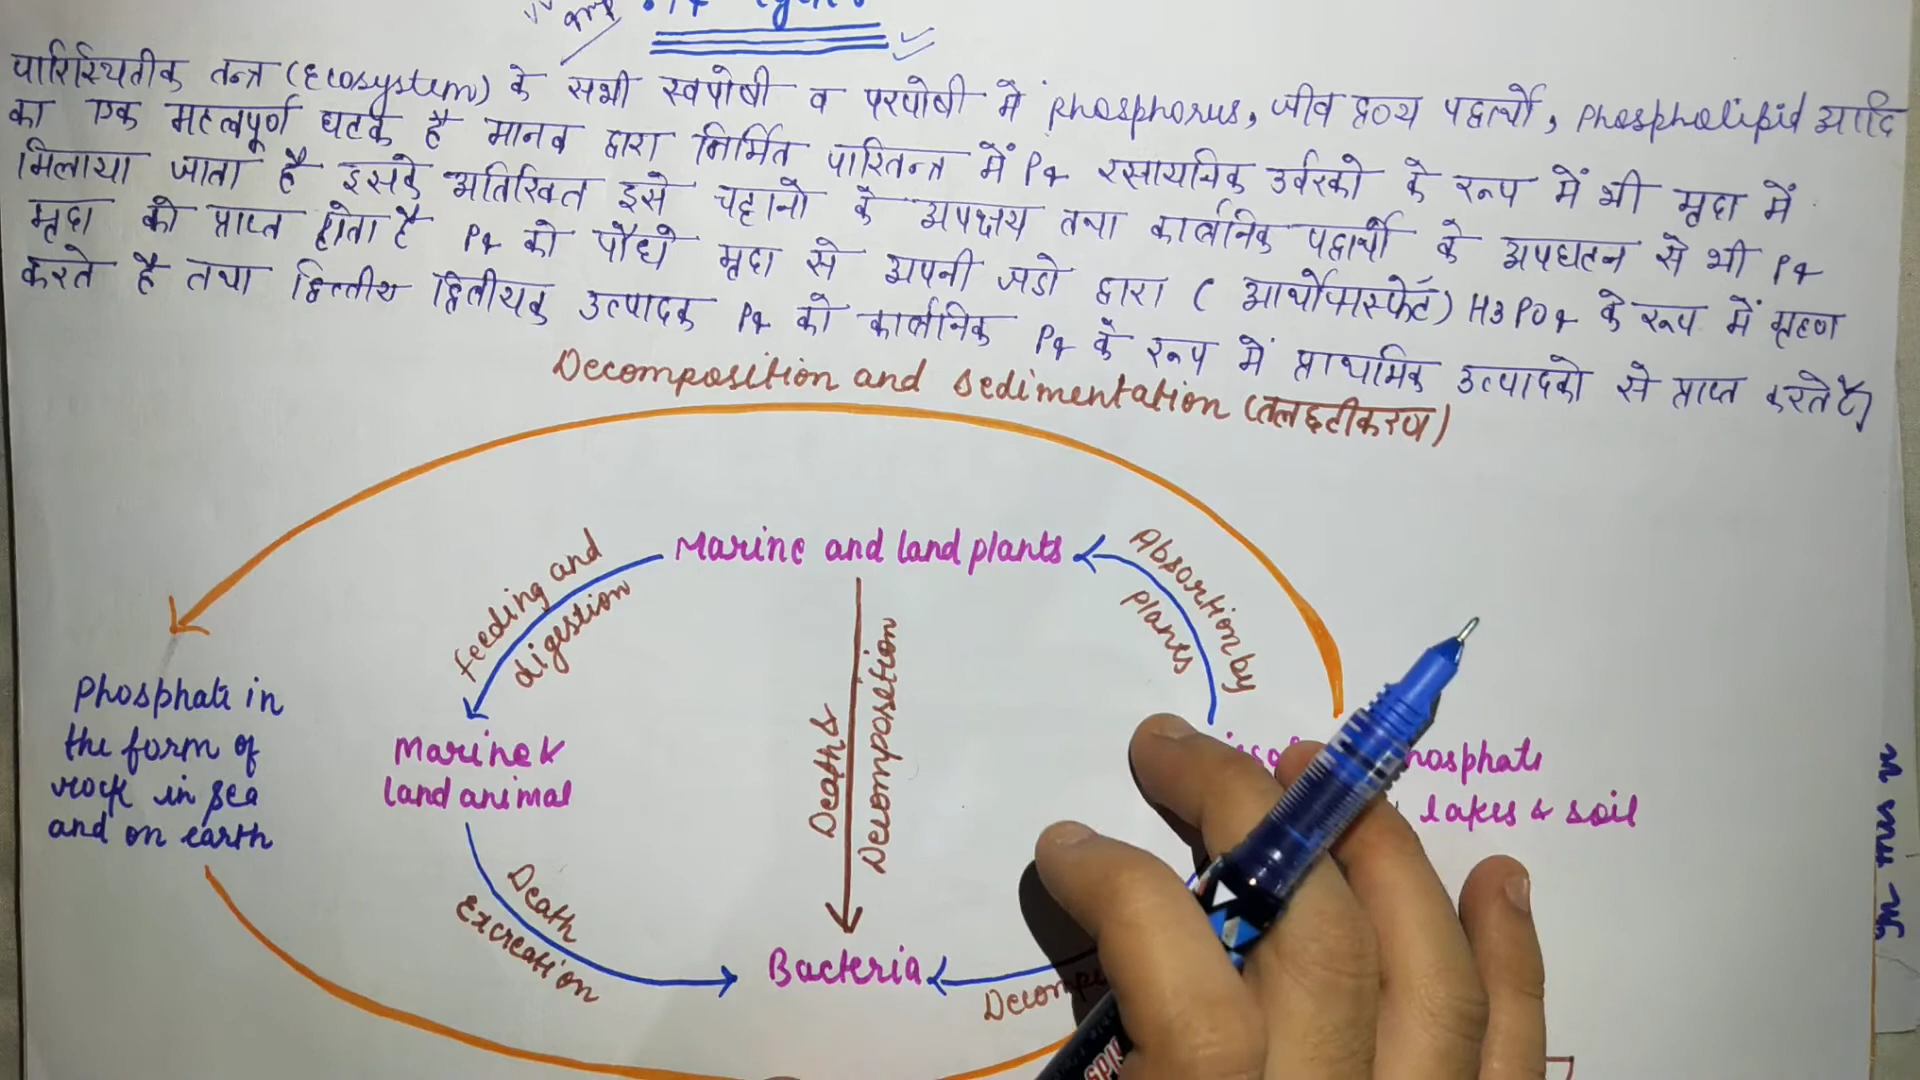 पारिस्थितीक तन्त्र (Ecosystem) के सभी स्वपोषी व परपोषी में Phosphorus, जीव द्रव्य पदार्थो, Phospholipid आदि
का एक महत्वपूर्ण घटक है मानव द्वारा निर्मित पारितन्त्र में P4 रसायनिक उर्वरको के रूप में भी मृदा में
मिलाया जाता है इसके अतिरिक्त इसे चट्टानो के अपक्षय तथा कार्बनिक पदार्थो के अपघटन से भी P4
मृदा को प्राप्त होता है P4 को पौधे मृदा से अपनी जडो द्वारा ( आर्थोफास्फेट) H3PO4 के रूप में ग्रहण
करते है तथा द्वितीय द्वितीयक उत्पादक P4 को कार्बनिक P4 के रूप में प्राथमिक उत्पादको से प्राप्त करते है
Decomposition and sedimentation (तलछटीकरण)
Marine and land plants
Absortion by
plants
Feeding and
digestion
Phosphate in
the form of
rock in sea
and on earth
Marine &
land animal
Death &
Decomposition
lakes & soil
Death
Excreation
Bacteria